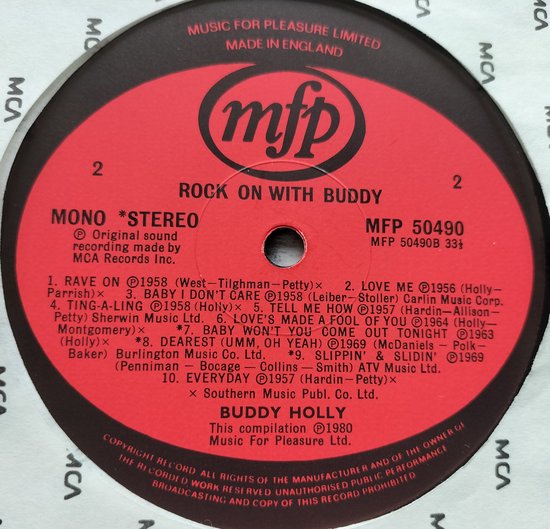 MUSIC FOR PLEASURE LIMITED
MADE IN ENGLAND
mfp
2
2
ROCK ON WITH BUDDY
MONO *STEREO
MFP 50490
MFP 50490B 33⅓
℗ Original sound
recording made by
MCA Records Inc.
1. RAVE ON ℗1958 (West-Tilghman-Petty)× 2. LOVE ME ℗1956 (Holly-
Parrish)× 3. BABY I DON'T CARE ℗1958 (Leiber-Stoller) Carlin Music Corp.
4. TING-A-LING ℗1958 (Holly)× 5. TELL ME HOW ℗1957 (Hardin-Allison-
Petty) Sherwin Music Ltd. 6. LOVE'S MADE A FOOL OF YOU ℗1964 (Holly-
Montgomery)× *7. BABY WON'T YOU COME OUT TONIGHT ℗1963
(Holly)× *8. DEAREST (UMM, OH YEAH) ℗1969 (McDaniels - Polk-
Baker) Burlington Music Co. Ltd. *9. SLIPPIN' & SLIDIN' ℗1969
(Penniman - Bocage - Collins - Smith) ATV Music Ltd.
10. EVERYDAY ℗1957 (Hardin-Petty)×
× Southern Music Publ. Co. Ltd.
BUDDY HOLLY
This compilation ℗1980
Music For Pleasure Ltd.
COPYRIGHT RECORD ALL RIGHTS OF THE MANUFACTURER AND OF THE OWNER OF
THE RECORDED WORK RESERVED UNAUTHORISED PUBLIC PERFORMANCE
BROADCASTING AND COPYING OF THIS RECORD PROHIBITED
MCA
MCA
MCA
MCA
MCA
MCA